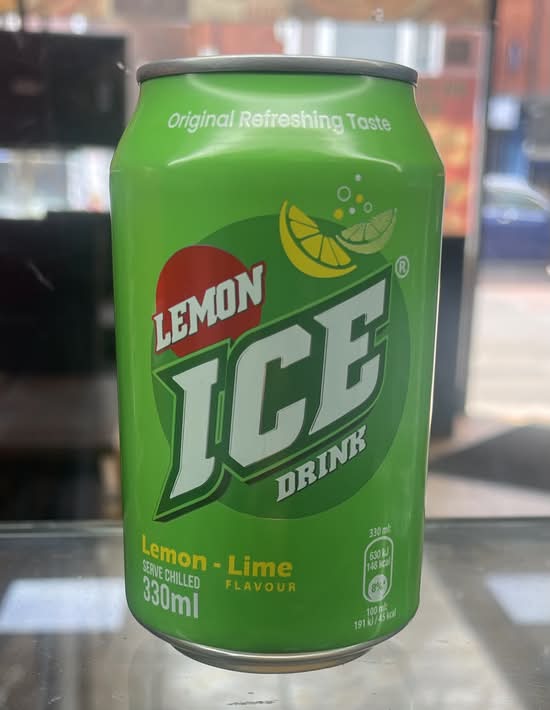 Original Refreshing Taste
LEMON
ICE
®
DRINK
Lemon - Lime
FLAVOUR
SERVE CHILLED
330ml
330 ml:
630 kJ
148 kcal
100 ml:
191 kJ / 45 kcal